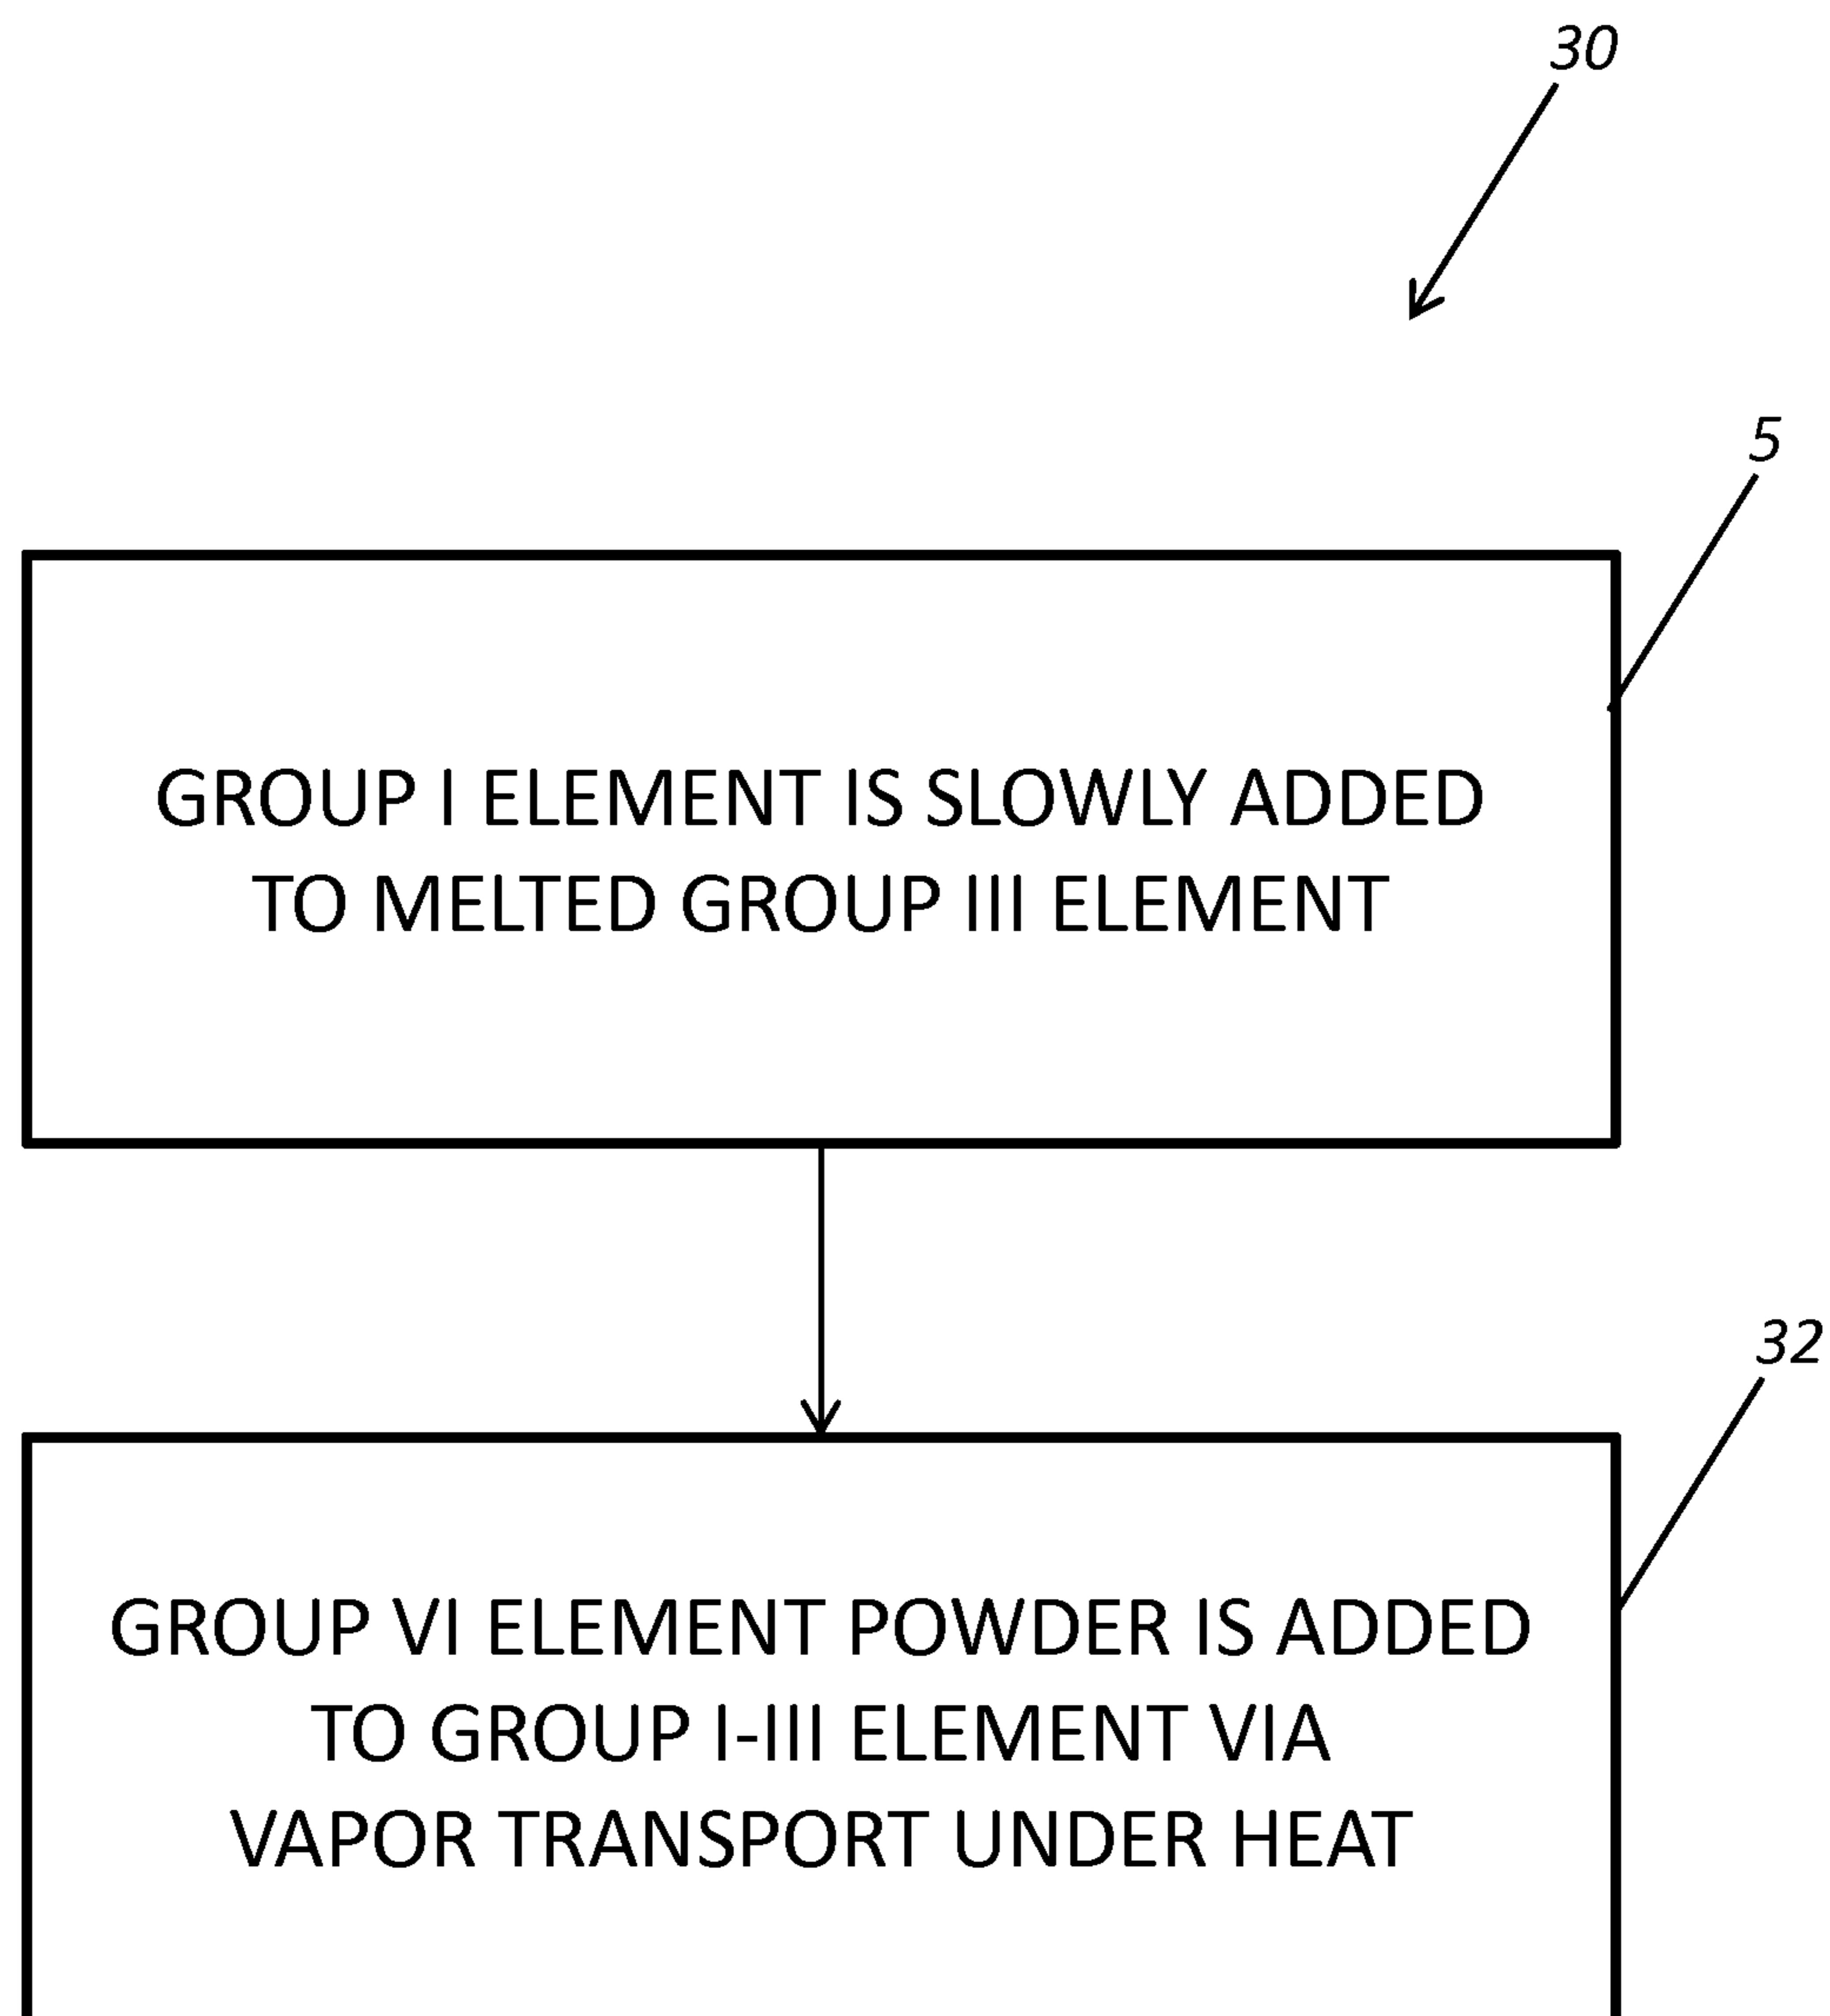 30
5
GROUP I ELEMENT IS SLOWLY ADDED
TO MELTED GROUP III ELEMENT
32
GROUP VI ELEMENT POWDER IS ADDED
TO GROUP I-III ELEMENT VIA
VAPOR TRANSPORT UNDER HEAT